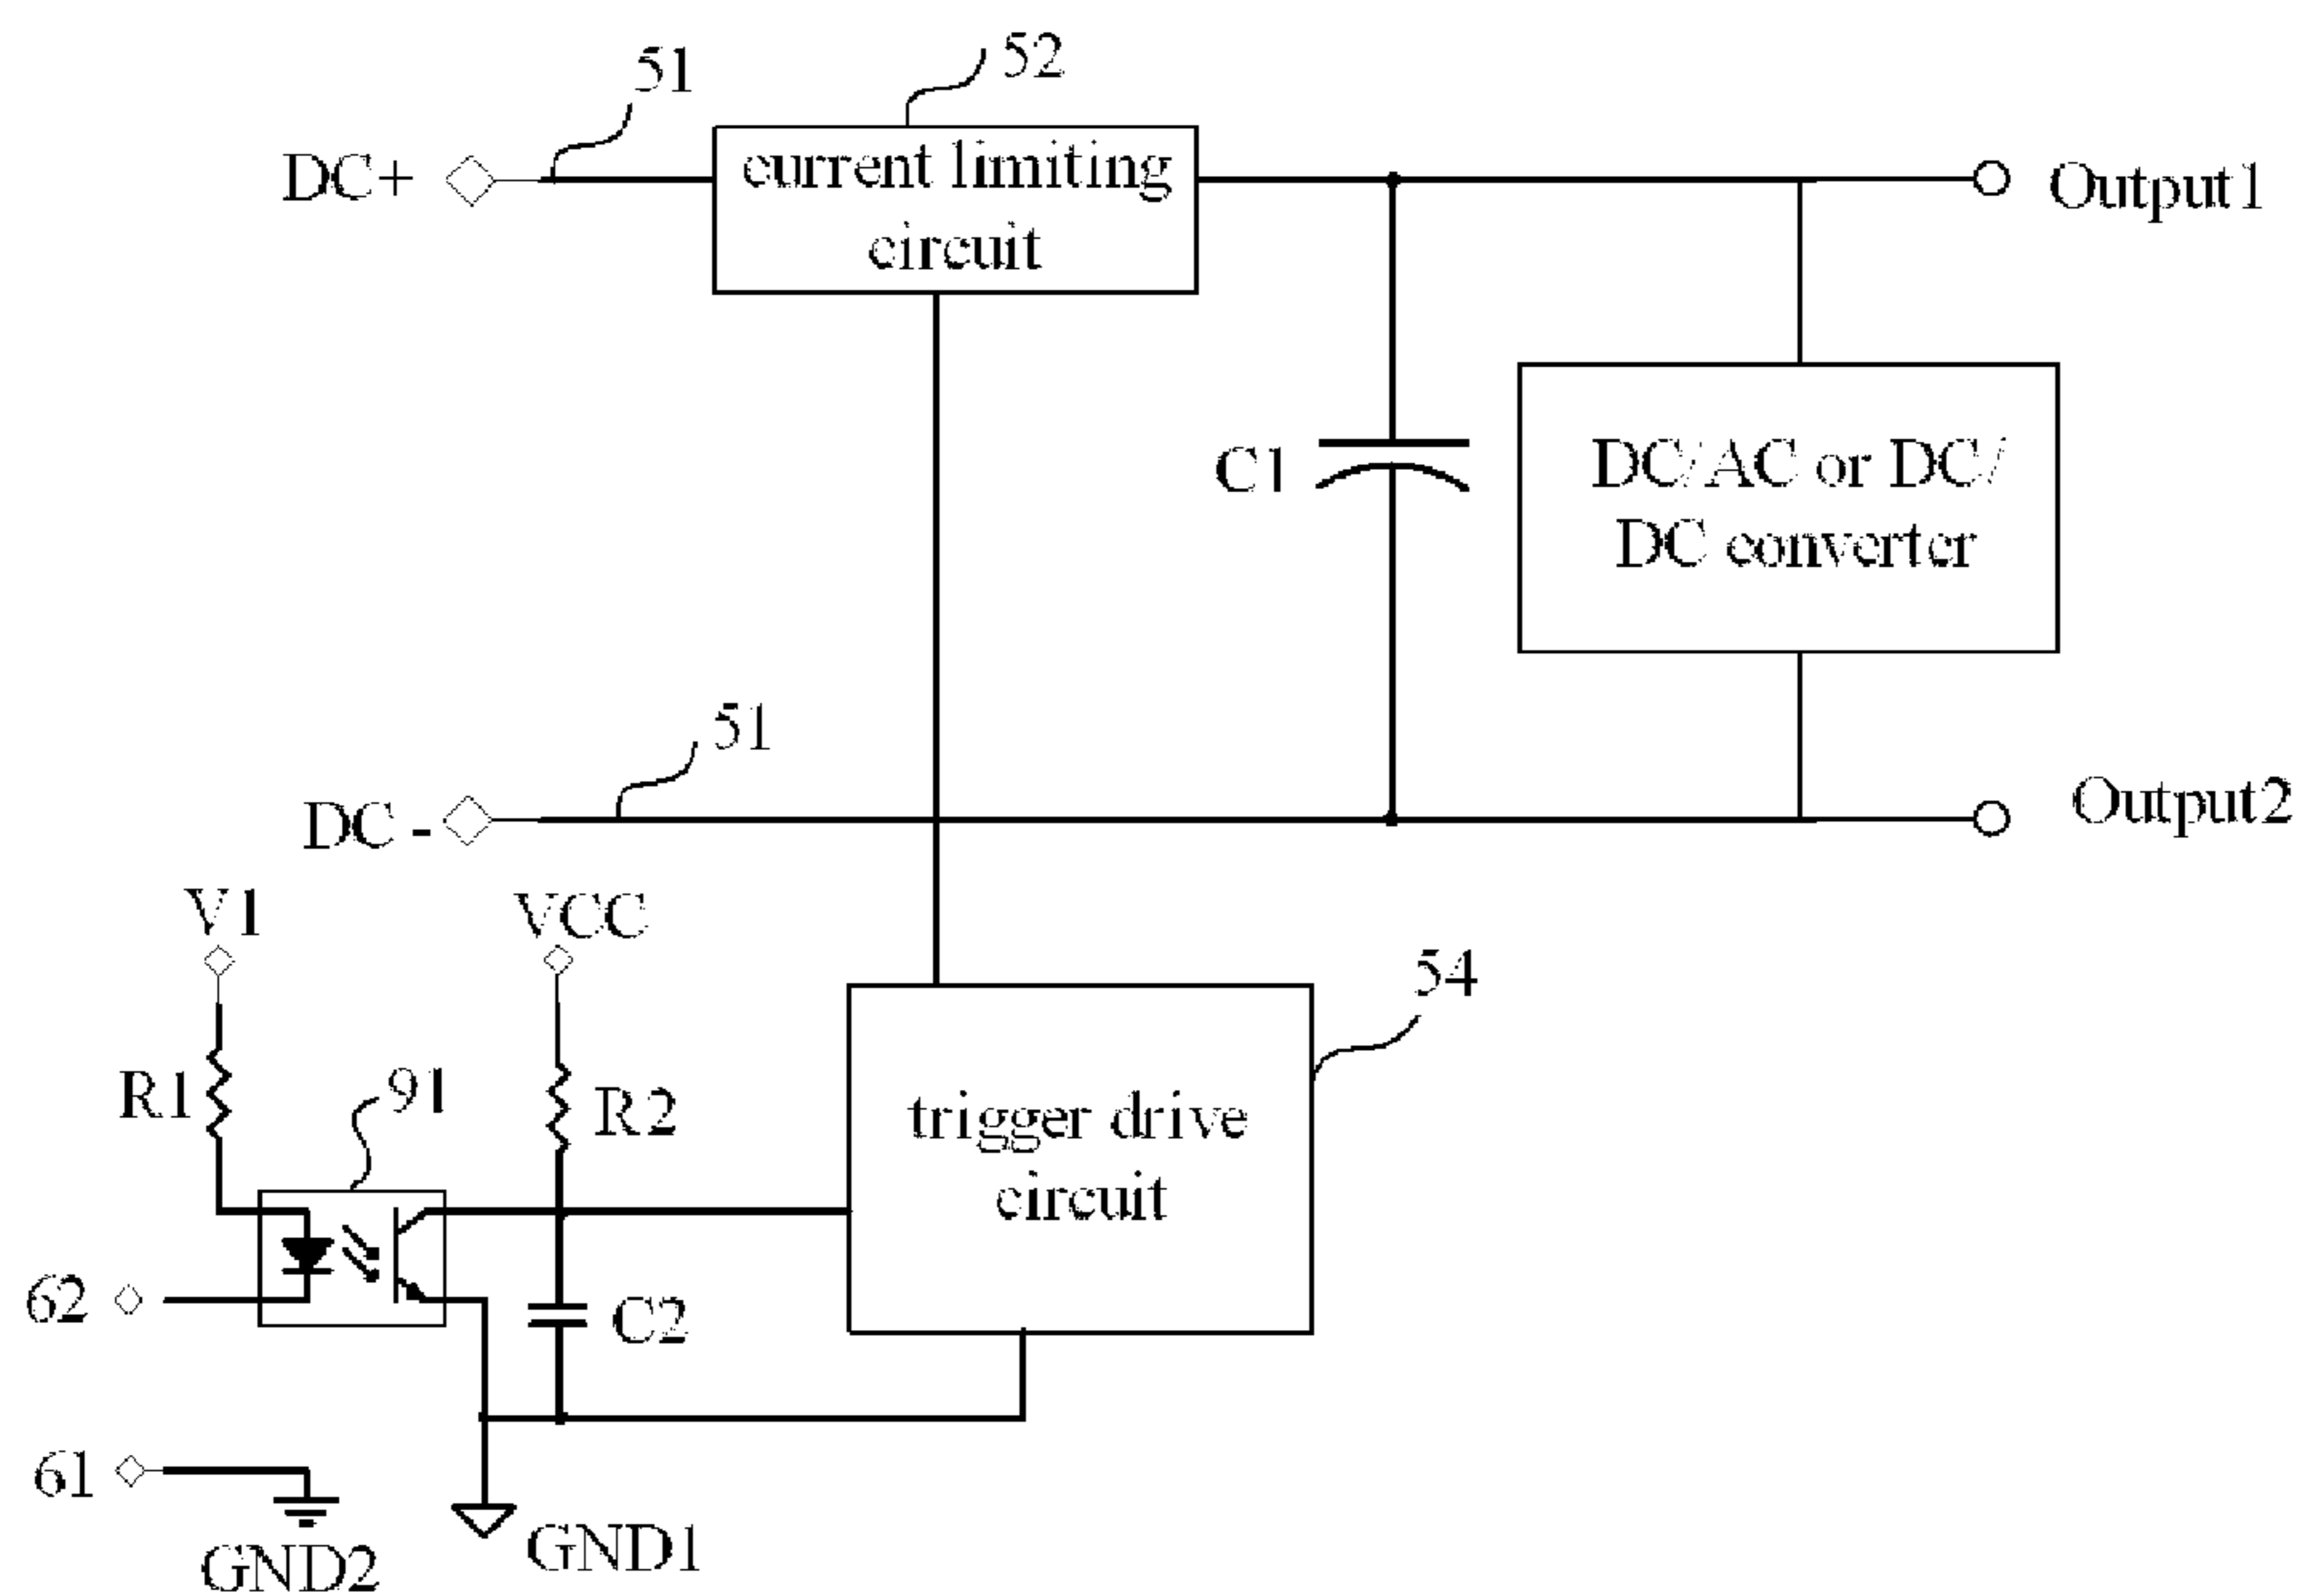 51
52
DC+
current limiting
circuit
Output1
C1
DC/AC or DC/
DC converter
51
DC -
Output2
V1
VCC
54
R1
91
R2
trigger drive
circuit
62
C2
61
GND2
GND1